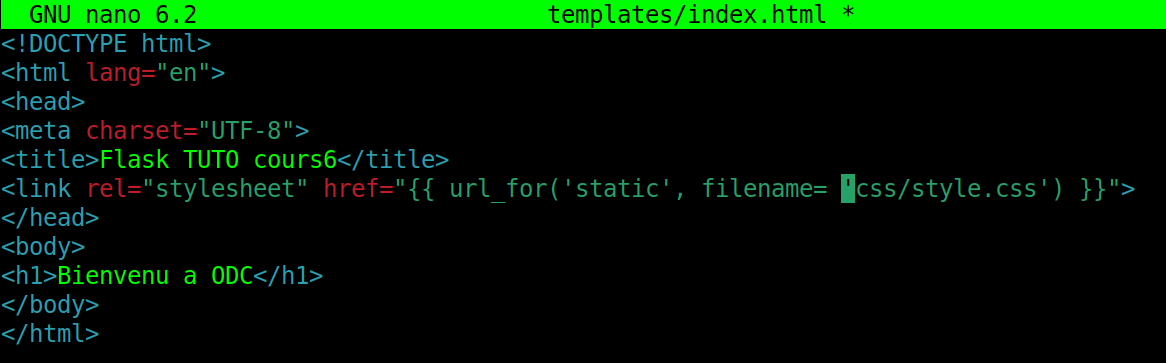 GNU nano 6.2 templates/index.html *
<!DOCTYPE html>
<html lang="en">
<head>
<meta charset="UTF-8">
<title>Flask TUTO cours6</title>
<link rel="stylesheet" href="{{ url_for('static', filename= 'css/style.css') }}">
</head>
<body>
<h1>Bienvenu a ODC</h1>
</body>
</html>